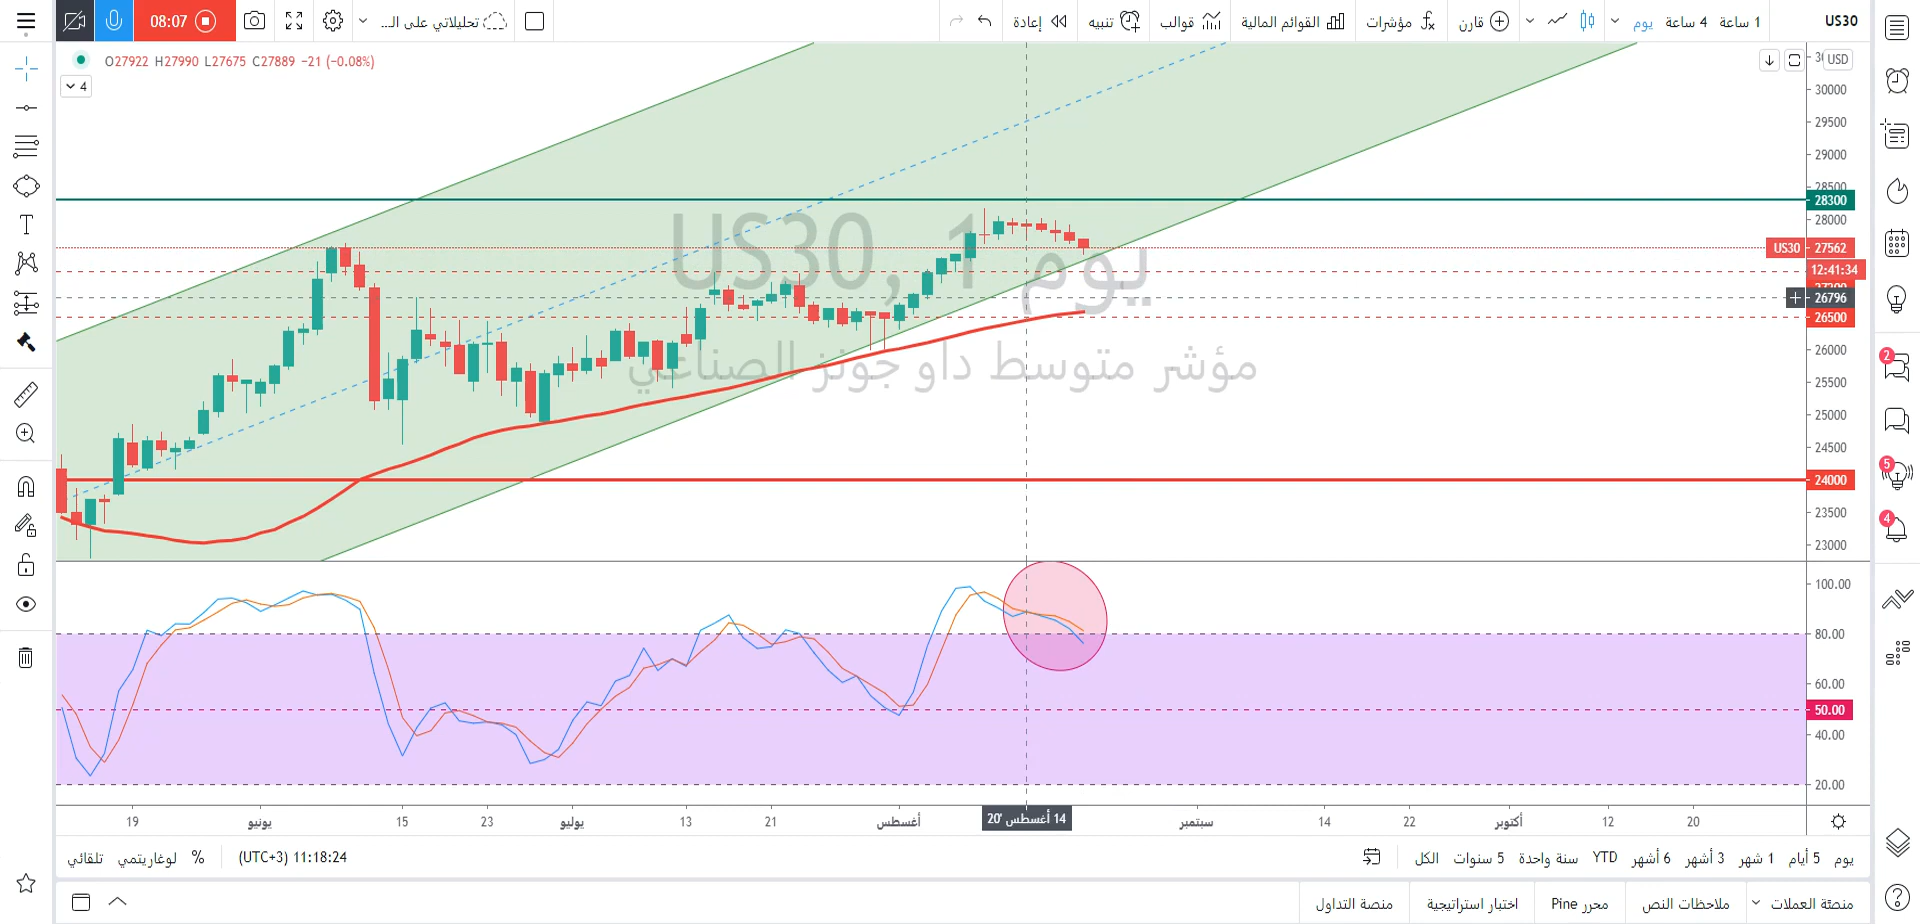 08:07
تحليلاتي على الـ...
إعادة
تنبيه
قوالب
القوائم المالية
مؤشرات
قارن
يوم
4 ساعة
1 ساعة
US30
O27922 H27990 L27675 C27889 −21 (−0.08%)
4
USD
30000
29500
29000
28500
28300
28000
US30 27562
12:41:34
27200
26796
26500
26000
25500
25000
24500
24000
23500
23000
US30, 1 يوم
مؤشر متوسط داو جونز الصناعي
100.00
80.00
60.00
50.00
40.00
20.00
19
يونيو
15
23
يوليو
13
21
أغسطس
14 أغسطس '20
سبتمبر
14
22
أكتوبر
12
20
2
5
4
تلقائي
لوغاريتمي
%
11:18:24 (UTC+3)
الكل
5 سنوات
سنة واحدة
YTD
6 أشهر
3 أشهر
1 شهر
5 أيام
يوم
منصة التداول
اختبار استراتيجية
محرر Pine
ملاحظات النص
منصة العملات